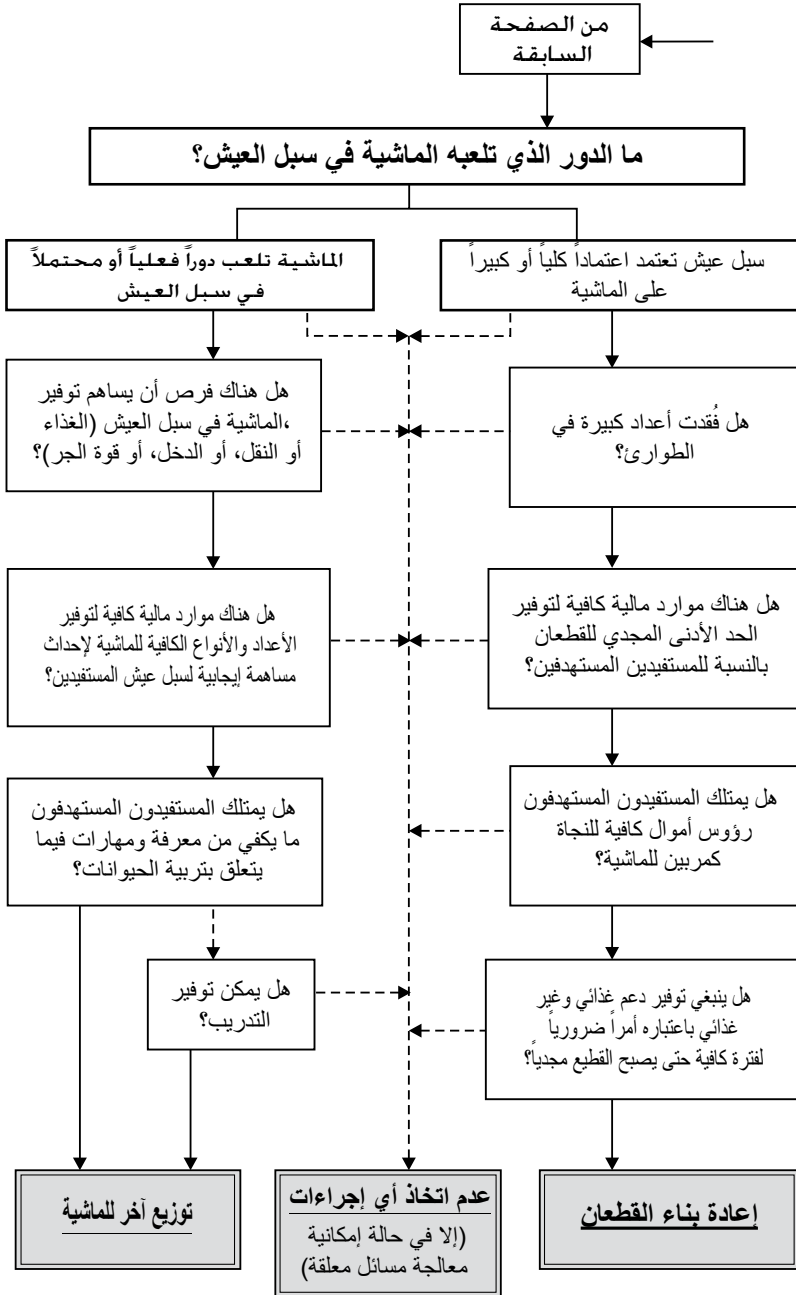 من الصفحة
السابقة
ما الدور الذي تلعبه الماشية في سبل العيش؟
سبل عيش تعتمد اعتماداً كلياً أو كبيراً
على الماشية
الماشية تلعب دوراً فعلياً أو محتملاً
في سبل العيش
هل فُقدت أعداد كبيرة في
الطوارئ؟
هل هناك فرص أن يساهم توفير
،الماشية في سبل العيش (الغذاء
أو النقل، أو الدخل، أو قوة الجر)؟
هل هناك موارد مالية كافية لتوفير
الحد الأدنى المجدي للقطعان
بالنسبة للمستفيدين المستهدفين؟
هل هناك موارد مالية كافية لتوفير
الأعداد والأنواع الكافية للماشية لإحداث
مساهمة إيجابية لسبل عيش المستفيدين؟
هل يمتلك المستفيدون المستهدفون
رؤوس أموال كافية للنجاة
كمربين للماشية؟
هل يمتلك المستفيدون المستهدفون
ما يكفي من معرفة ومهارات فيما
يتعلق بتربية الحيوانات؟
هل ينبغي توفير دعم غذائي وغير
غذائي باعتباره أمراً ضرورياً
لفترة كافية حتى يصبح القطيع مجدياً؟
هل يمكن توفير
التدريب؟
إعادة بناء القطعان
عدم اتخاذ أي إجراءات
(إلا في حالة إمكانية
معالجة مسائل معلقة)
توزيع آخر للماشية